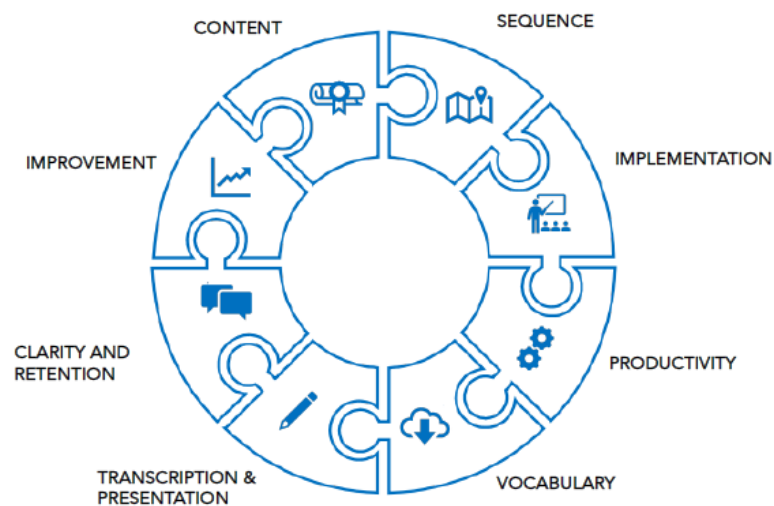 CONTENT
SEQUENCE
IMPROVEMENT
IMPLEMENTATION
CLARITY AND
RETENTION
PRODUCTIVITY
TRANSCRIPTION &
PRESENTATION
VOCABULARY